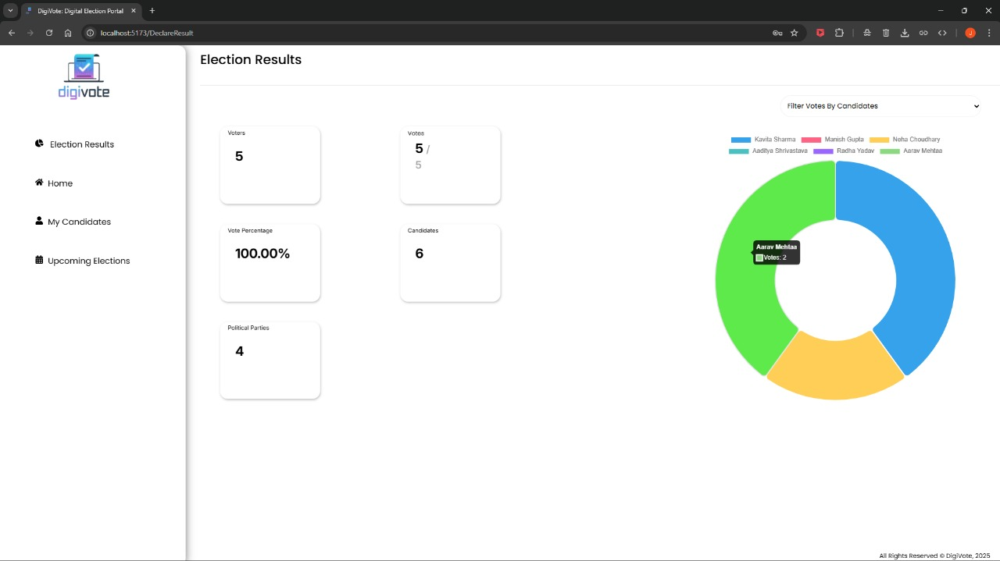 DigiVote: Digital Election Portal
localhost:5173/DeclareResult
J
digivote
Election Results
Home
My Candidates
Upcoming Elections
Election Results
Filter Votes By Candidates
Voters
5
Votes
5 /
5
Vote Percentage
100.00%
Candidates
6
Political Parties
4
Kavita Sharma Manish Gupta Neha Choudhary
Aaditya Shrivastava Radha Yadav Aarav Mehtaa
Aarav Mehtaa
Votes: 2
All Rights Reserved © DigiVote, 2025